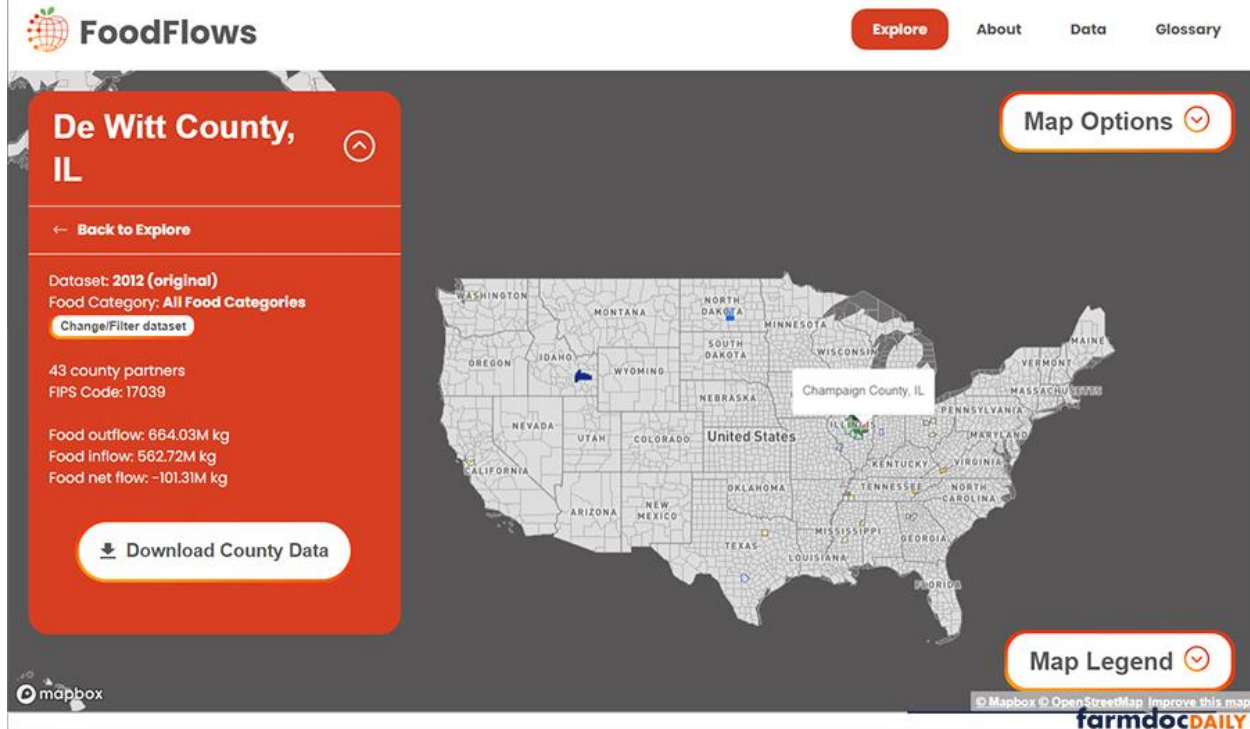 FoodFlows
Explore
About
Data
Glossary
De Witt County,
IL
← Back to Explore
Dataset: 2012 (original)
Food Category: All Food Categories
Change/Filter dataset
43 county partners
FIPS Code: 17039
Food outflow: 664.03M kg
Food inflow: 562.72M kg
Food net flow: -101.31M kg
Download County Data
Map Options
WASHINGTON
MONTANA
NORTH
DAKOTA
MINNESOTA
MAINE
OREGON
IDAHO
WYOMING
SOUTH
DAKOTA
WISCONSIN
VERMONT
MASSACHUSETTS
NEBRASKA
Champaign County, IL
PENNSYLVANIA
NEVADA
UTAH
COLORADO
United States
ILLINOIS
MARYLAND
CALIFORNIA
KENTUCKY
VIRGINIA
OKLAHOMA
TENNESSEE
NORTH
CAROLINA
ARIZONA
NEW
MEXICO
MISSISSIPPI
GEORGIA
TEXAS
LOUISIANA
FLORIDA
Map Legend
mapbox
© Mapbox © OpenStreetMap Improve this map
farmdocDAILY